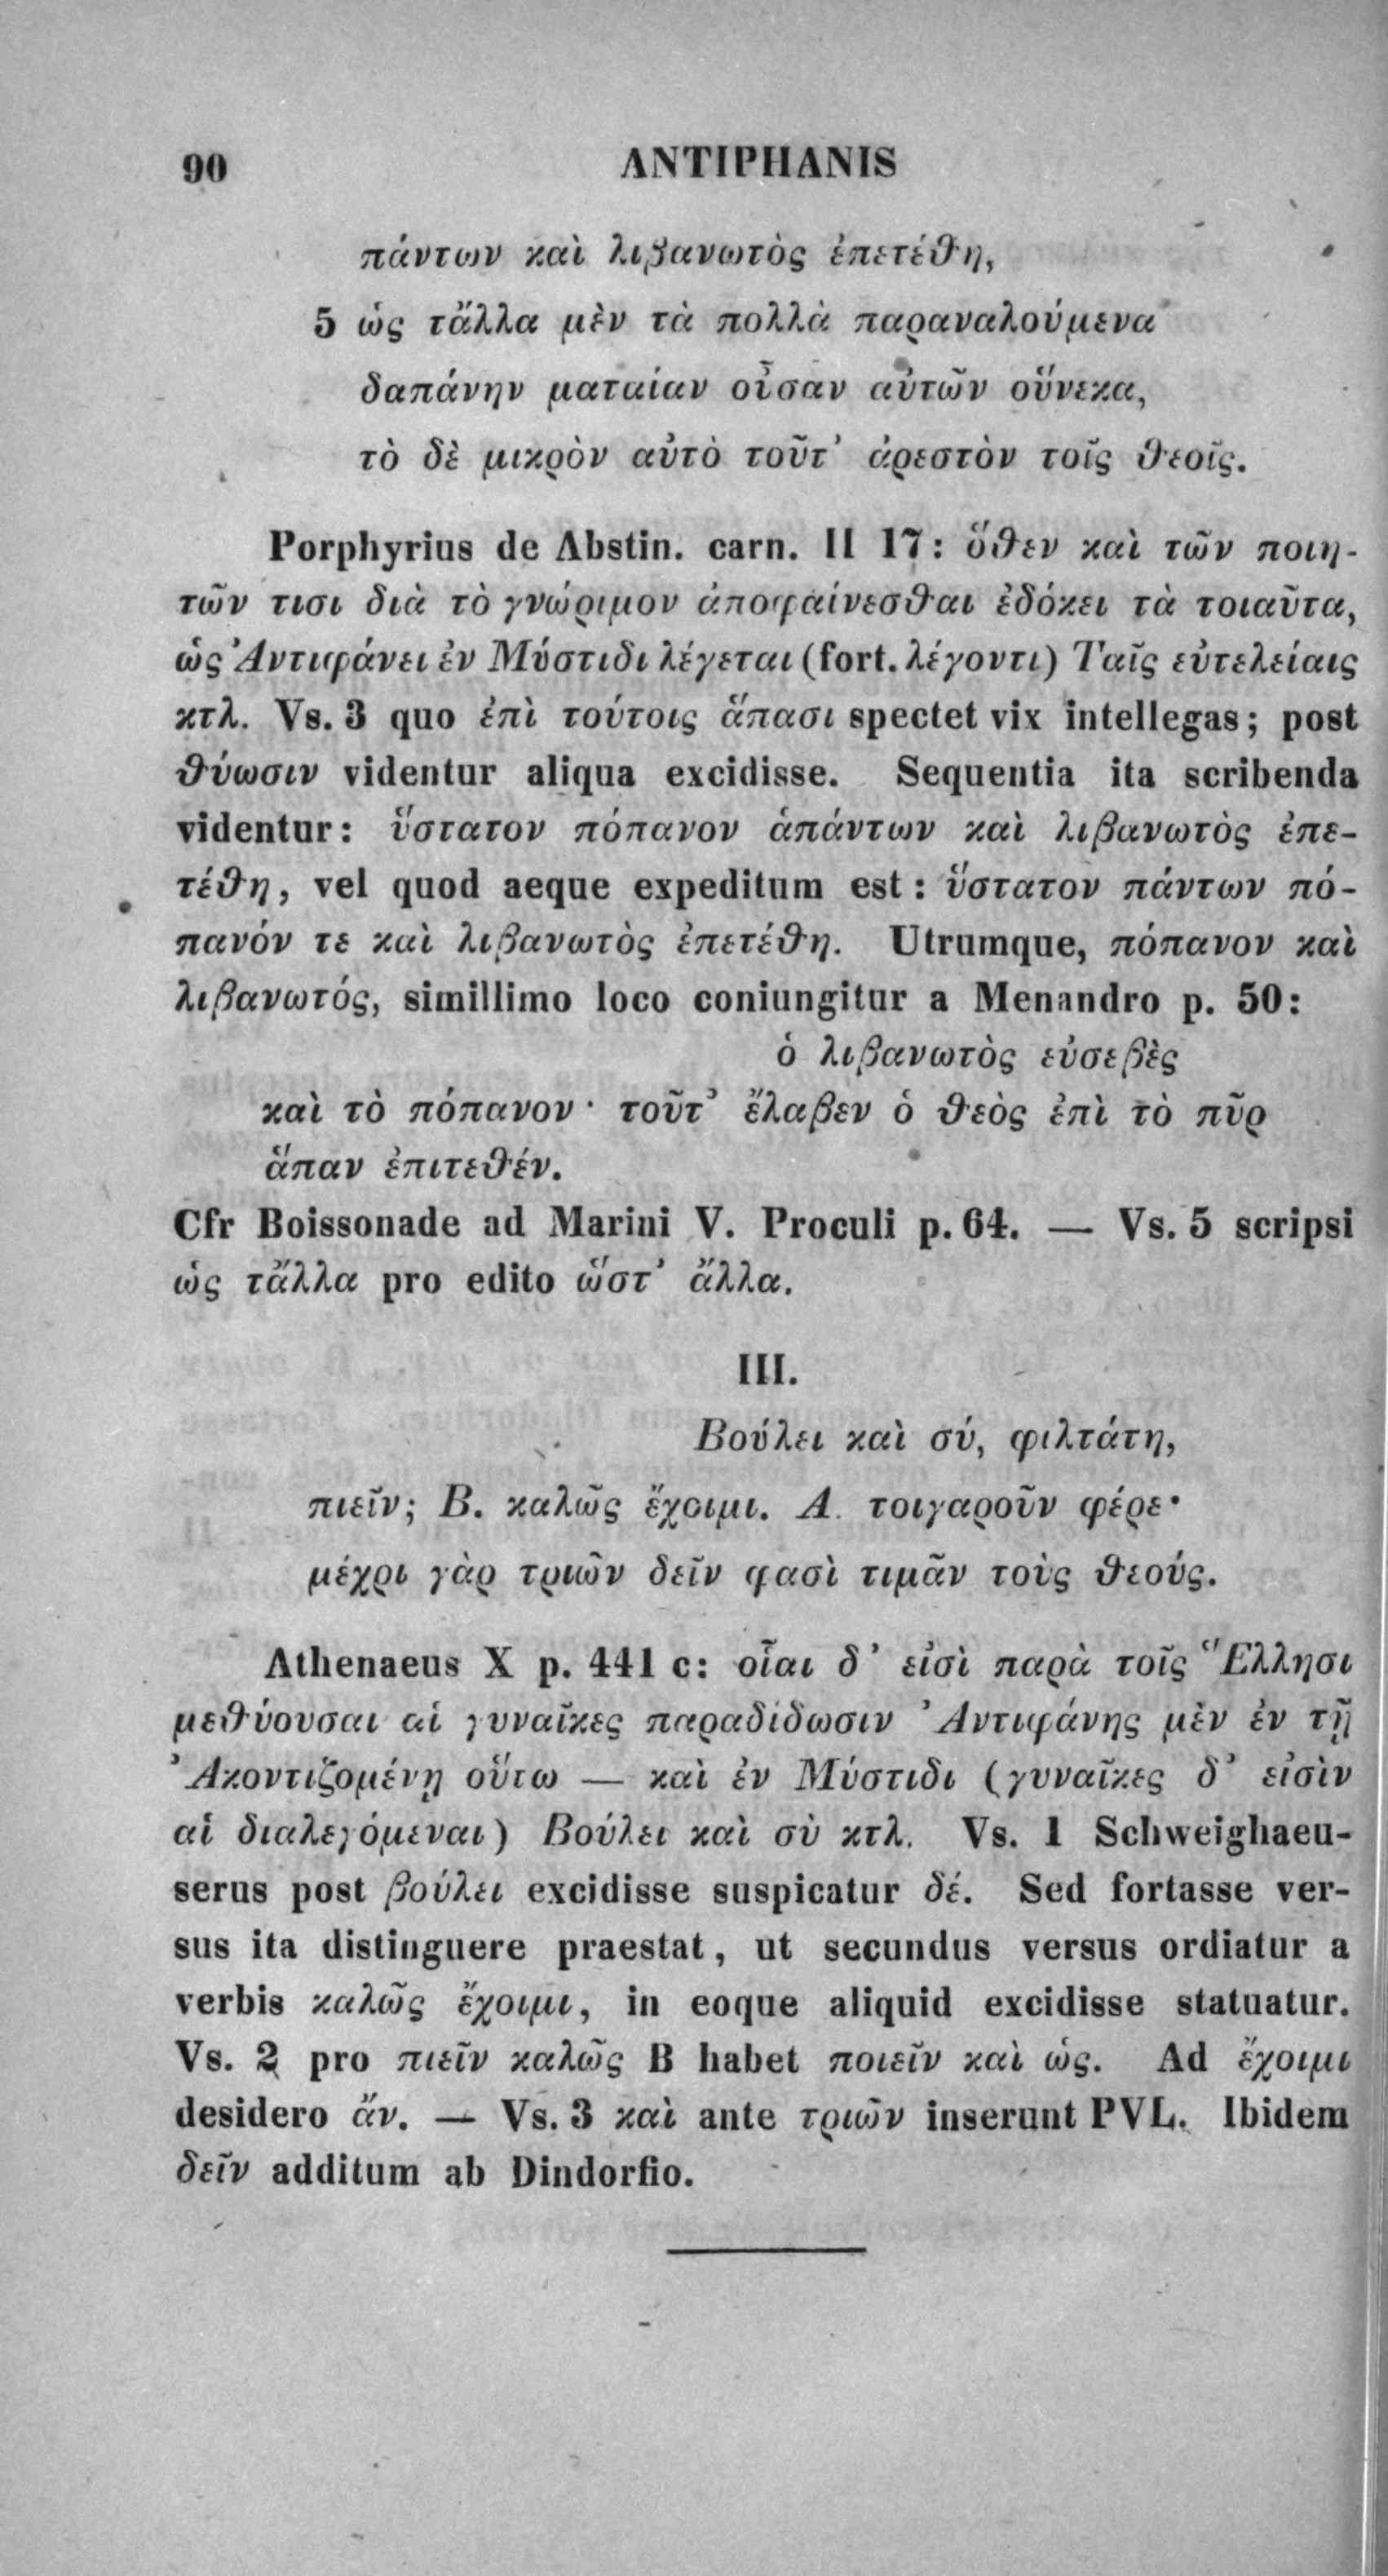 90 ANTIPHANIS
πάντων καὶ λιβανωτὸς ἐπετέθη,
5 ὡς τἄλλα μὲν τὰ πολλὰ παραναλούμενα
δαπάνην ματαίαν οὖσαν αὐτῶν οὕνεκα,
τὸ δὲ μικρὸν αὐτὸ τοῦτ’ ἀρεστὸν τοῖς θεοῖς.
Porphyrius de Abstin. carn. II 17: ὅθεν καὶ τῶν ποιη-
τῶν τισι διὰ τὸ γνώριμον ἀποφαίνεσθαι ἐδόκει τὰ τοιαῦτα,
ὡς Ἀντιφάνει ἐν Μύστιδι λέγεται (fort. λέγοντι) Ταῖς εὐτελείαις
κτλ. Vs. 3 quo ἐπὶ τούτοις ἅπασι spectet vix intellegas; post
θύωσιν videntur aliqua excidisse. Sequentia ita scribenda
videntur: ὕστατον πόπανον ἁπάντων καὶ λιβανωτὸς ἐπε-
τέθη, vel quod aeque expeditum est: ὕστατον πάντων πό-
πανόν τε καὶ λιβανωτὸς ἐπετέθη. Utrumque, πόπανον καὶ
λιβανωτός, simillimo loco coniungitur a Menandro p. 50:
ὁ λιβανωτὸς εὐσεβὲς
καὶ τὸ πόπανον· τοῦτ’ ἔλαβεν ὁ θεὸς ἐπὶ τὸ πῦρ
ἅπαν ἐπιτεθέν.
Cfr Boissonade ad Marini V. Proculi p. 64. — Vs. 5 scripsi
ὡς τἄλλα pro edito ὥστ’ ἄλλα.
III.
Βούλει καὶ σύ, φιλτάτη,
πιεῖν; Β. καλῶς ἔχοιμι. Α. τοιγαροῦν φέρε·
μέχρι γὰρ τριῶν δεῖν φασὶ τιμᾶν τοὺς θεούς.
Athenaeus X p. 441 c: οἷαι δ’ εἰσὶ παρὰ τοῖς Ἕλλησι
μεθύουσαι αἱ γυναῖκες παραδίδωσιν Ἀντιφάνης μὲν ἐν τῇ
Ἀκοντιζομένῃ οὕτω — καὶ ἐν Μύστιδι (γυναῖκες δ’ εἰσὶν
αἱ διαλεγόμεναι) Βούλει καὶ σὺ κτλ. Vs. 1 Schweighaeu-
serus post βούλει excidisse suspicatur δέ. Sed fortasse ver-
sus ita distinguere praestat, ut secundus versus ordiatur a
verbis καλῶς ἔχοιμι, in eoque aliquid excidisse statuatur.
Vs. 2 pro πιεῖν καλῶς B habet ποιεῖν καὶ ὡς. Ad ἔχοιμι
desidero ἄν. — Vs. 3 καὶ ante τριῶν inserunt PVL. Ibidem
δεῖν additum ab Dindorfio.